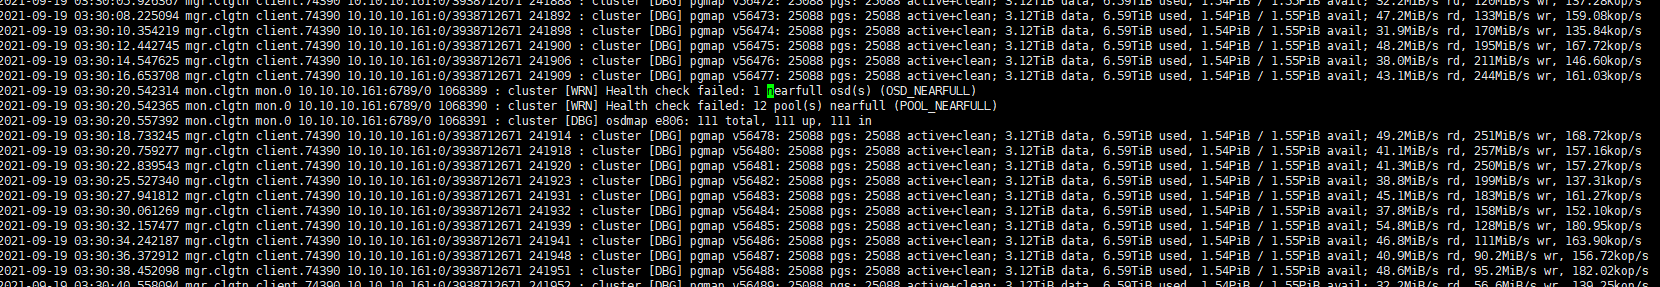 2021-09-19 03:30:05.926367 mgr.clgtn client.74390 10.10.10.161:0/3938712671 241888 : cluster [DBG] pgmap v56472: 25088 pgs: 25088 active+clean; 3.12TiB data, 6.59TiB used, 1.54PiB / 1.55PiB avail; 32.2MiB/s rd, 120MiB/s wr, 137.28kop/s
2021-09-19 03:30:08.225094 mgr.clgtn client.74390 10.10.10.161:0/3938712671 241892 : cluster [DBG] pgmap v56473: 25088 pgs: 25088 active+clean; 3.12TiB data, 6.59TiB used, 1.54PiB / 1.55PiB avail; 47.2MiB/s rd, 133MiB/s wr, 159.08kop/s
2021-09-19 03:30:10.354219 mgr.clgtn client.74390 10.10.10.161:0/3938712671 241898 : cluster [DBG] pgmap v56474: 25088 pgs: 25088 active+clean; 3.12TiB data, 6.59TiB used, 1.54PiB / 1.55PiB avail; 31.9MiB/s rd, 170MiB/s wr, 135.84kop/s
2021-09-19 03:30:12.442745 mgr.clgtn client.74390 10.10.10.161:0/3938712671 241900 : cluster [DBG] pgmap v56475: 25088 pgs: 25088 active+clean; 3.12TiB data, 6.59TiB used, 1.54PiB / 1.55PiB avail; 48.2MiB/s rd, 195MiB/s wr, 167.72kop/s
2021-09-19 03:30:14.547625 mgr.clgtn client.74390 10.10.10.161:0/3938712671 241906 : cluster [DBG] pgmap v56476: 25088 pgs: 25088 active+clean; 3.12TiB data, 6.59TiB used, 1.54PiB / 1.55PiB avail; 38.0MiB/s rd, 211MiB/s wr, 146.60kop/s
2021-09-19 03:30:16.653708 mgr.clgtn client.74390 10.10.10.161:0/3938712671 241909 : cluster [DBG] pgmap v56477: 25088 pgs: 25088 active+clean; 3.12TiB data, 6.59TiB used, 1.54PiB / 1.55PiB avail; 43.1MiB/s rd, 244MiB/s wr, 161.03kop/s
2021-09-19 03:30:20.542314 mon.clgtn mon.0 10.10.10.161:6789/0 1068389 : cluster [WRN] Health check failed: 1 nearfull osd(s) (OSD_NEARFULL)
2021-09-19 03:30:20.542365 mon.clgtn mon.0 10.10.10.161:6789/0 1068390 : cluster [WRN] Health check failed: 12 pool(s) nearfull (POOL_NEARFULL)
2021-09-19 03:30:20.557392 mon.clgtn mon.0 10.10.10.161:6789/0 1068391 : cluster [DBG] osdmap e806: 111 total, 111 up, 111 in
2021-09-19 03:30:18.733245 mgr.clgtn client.74390 10.10.10.161:0/3938712671 241914 : cluster [DBG] pgmap v56478: 25088 pgs: 25088 active+clean; 3.12TiB data, 6.59TiB used, 1.54PiB / 1.55PiB avail; 49.2MiB/s rd, 251MiB/s wr, 168.72kop/s
2021-09-19 03:30:20.759277 mgr.clgtn client.74390 10.10.10.161:0/3938712671 241918 : cluster [DBG] pgmap v56480: 25088 pgs: 25088 active+clean; 3.12TiB data, 6.59TiB used, 1.54PiB / 1.55PiB avail; 41.1MiB/s rd, 257MiB/s wr, 157.16kop/s
2021-09-19 03:30:22.839543 mgr.clgtn client.74390 10.10.10.161:0/3938712671 241920 : cluster [DBG] pgmap v56481: 25088 pgs: 25088 active+clean; 3.12TiB data, 6.59TiB used, 1.54PiB / 1.55PiB avail; 41.3MiB/s rd, 250MiB/s wr, 157.27kop/s
2021-09-19 03:30:25.527340 mgr.clgtn client.74390 10.10.10.161:0/3938712671 241923 : cluster [DBG] pgmap v56482: 25088 pgs: 25088 active+clean; 3.12TiB data, 6.59TiB used, 1.54PiB / 1.55PiB avail; 38.8MiB/s rd, 199MiB/s wr, 137.31kop/s
2021-09-19 03:30:27.941812 mgr.clgtn client.74390 10.10.10.161:0/3938712671 241931 : cluster [DBG] pgmap v56483: 25088 pgs: 25088 active+clean; 3.12TiB data, 6.59TiB used, 1.54PiB / 1.55PiB avail; 45.1MiB/s rd, 183MiB/s wr, 161.27kop/s
2021-09-19 03:30:30.061269 mgr.clgtn client.74390 10.10.10.161:0/3938712671 241932 : cluster [DBG] pgmap v56484: 25088 pgs: 25088 active+clean; 3.12TiB data, 6.59TiB used, 1.54PiB / 1.55PiB avail; 37.8MiB/s rd, 158MiB/s wr, 152.10kop/s
2021-09-19 03:30:32.157477 mgr.clgtn client.74390 10.10.10.161:0/3938712671 241939 : cluster [DBG] pgmap v56485: 25088 pgs: 25088 active+clean; 3.12TiB data, 6.59TiB used, 1.54PiB / 1.55PiB avail; 54.8MiB/s rd, 128MiB/s wr, 180.95kop/s
2021-09-19 03:30:34.242187 mgr.clgtn client.74390 10.10.10.161:0/3938712671 241941 : cluster [DBG] pgmap v56486: 25088 pgs: 25088 active+clean; 3.12TiB data, 6.59TiB used, 1.54PiB / 1.55PiB avail; 46.8MiB/s rd, 111MiB/s wr, 163.90kop/s
2021-09-19 03:30:36.372912 mgr.clgtn client.74390 10.10.10.161:0/3938712671 241948 : cluster [DBG] pgmap v56487: 25088 pgs: 25088 active+clean; 3.12TiB data, 6.59TiB used, 1.54PiB / 1.55PiB avail; 40.9MiB/s rd, 90.2MiB/s wr, 156.72kop/s
2021-09-19 03:30:38.452098 mgr.clgtn client.74390 10.10.10.161:0/3938712671 241951 : cluster [DBG] pgmap v56488: 25088 pgs: 25088 active+clean; 3.12TiB data, 6.59TiB used, 1.54PiB / 1.55PiB avail; 48.6MiB/s rd, 95.2MiB/s wr, 182.02kop/s
2021-09-19 03:30:40.558094 mgr.clgtn client.74390 10.10.10.161:0/3938712671 241952 : cluster [DBG] pgmap v56489: 25088 pgs: 25088 active+clean; 3.12TiB data, 6.59TiB used, 1.54PiB / 1.55PiB avail; 32.2MiB/s rd, 56.6MiB/s wr, 139.25kop/s